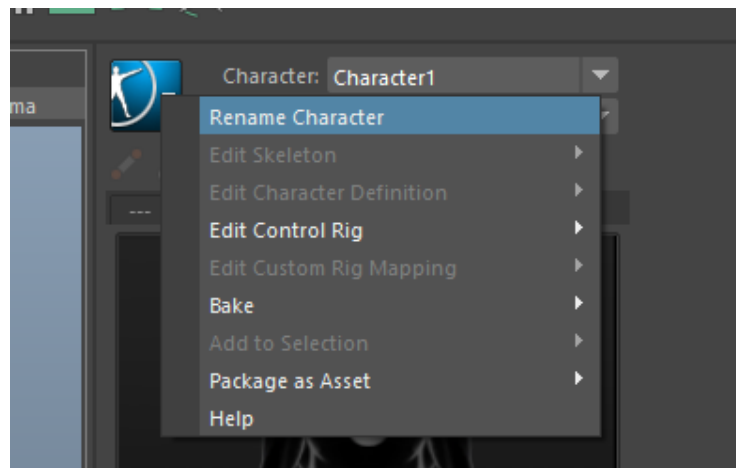 Character: Character1
ma
Rename Character
Edit Skeleton
Edit Character Definition
---
Edit Control Rig
Edit Custom Rig Mapping
Bake
Add to Selection
Package as Asset
Help